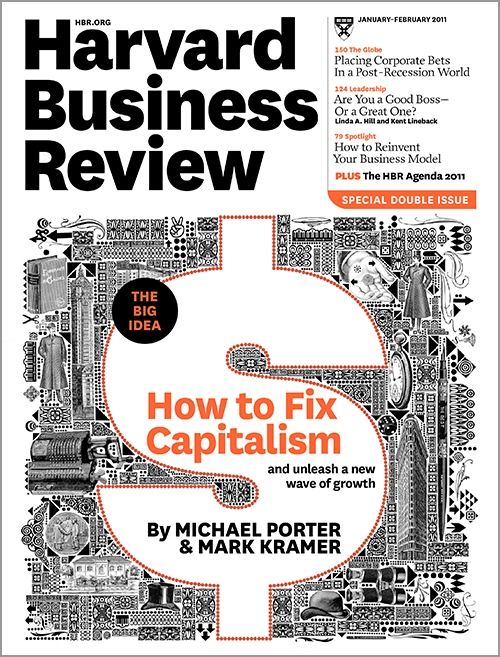 HBR.ORG
Harvard
Business
Review
JANUARY-FEBRUARY 2011
150 The Globe
Placing Corporate Bets
In a Post-Recession World
124 Leadership
Are You a Good Boss—
Or a Great One?
Linda A. Hill and Kent Lineback
79 Spotlight
How to Reinvent
Your Business Model
PLUS The HBR Agenda 2011
SPECIAL DOUBLE ISSUE
THE
BIG
IDEA
How to Fix
Capitalism
and unleash a new
wave of growth
By MICHAEL PORTER
& MARK KRAMER